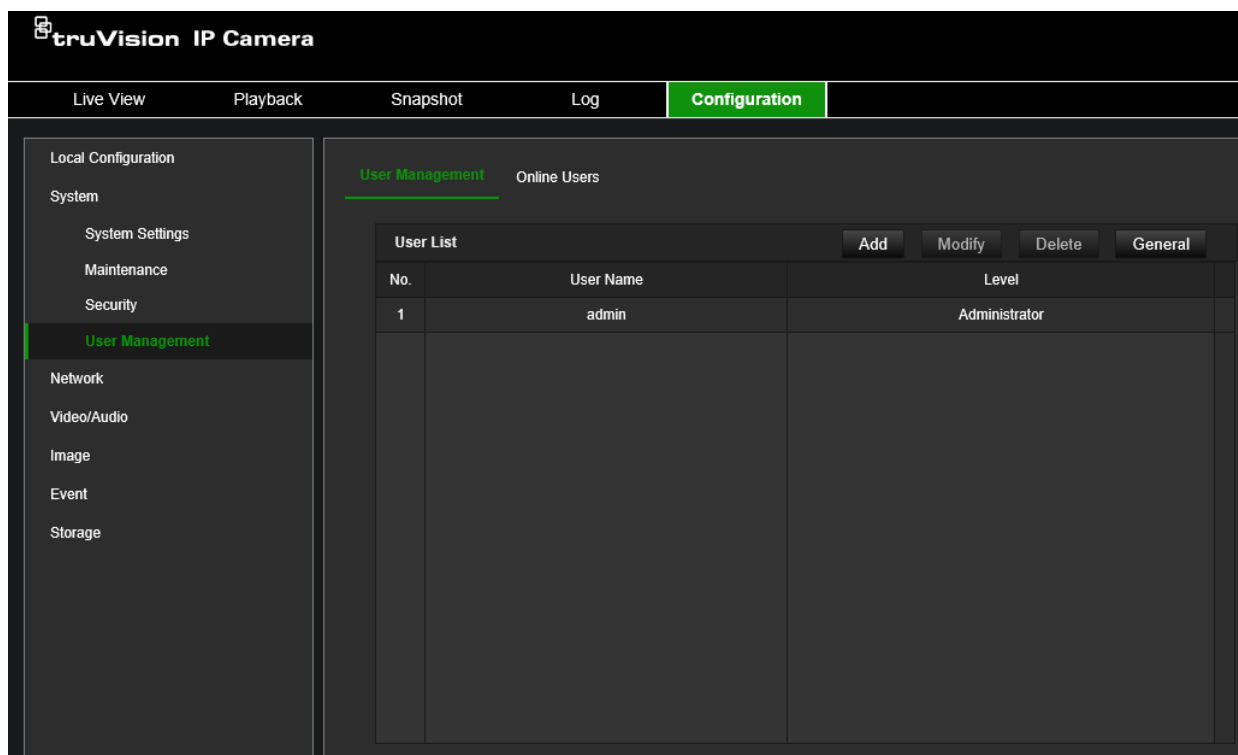 truVision IP Camera
Live View Playback Snapshot Log Configuration
Local Configuration
System
System Settings
Maintenance
Security
User Management
Network
Video/Audio
Image
Event
Storage
User Management Online Users
User List Add Modify Delete General
No. User Name Level
1 admin Administrator